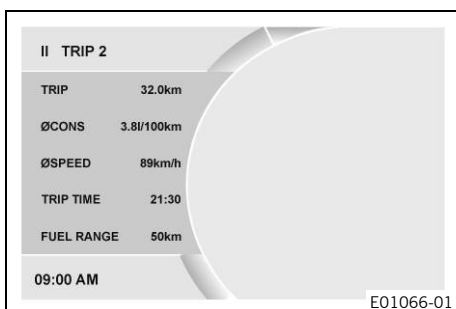 II TRIP 2
TRIP 32.0km
ØCONS 3.8l/100km
ØSPEED 89km/h
TRIP TIME 21:30
FUEL RANGE 50km
09:00 AM
E01066-01